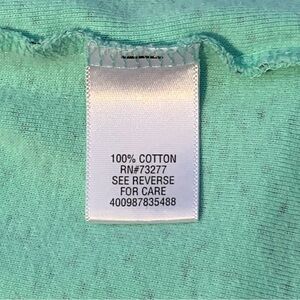 100% COTTON
RN#73277
SEE REVERSE
FOR CARE
400987835488